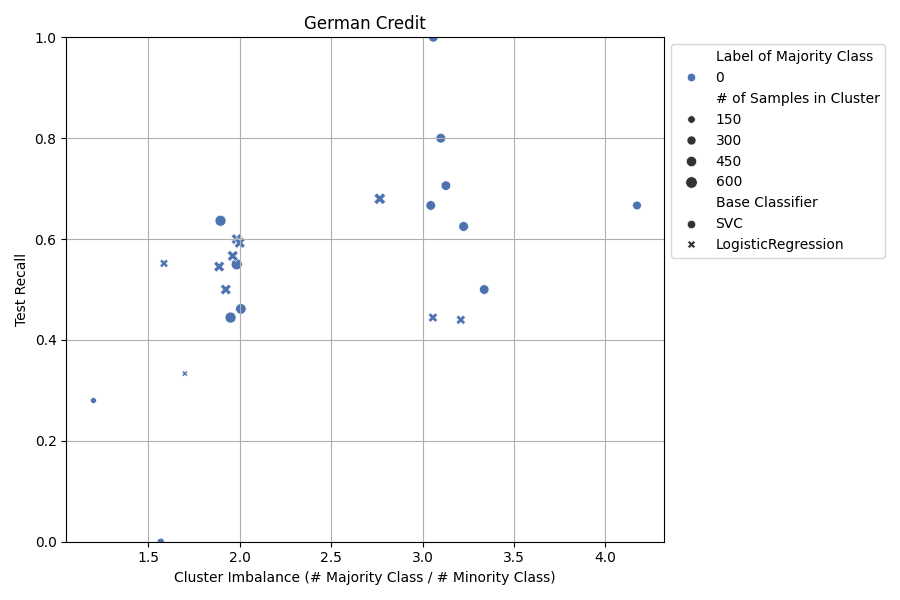 German Credit
1.0
0.8
0.6
0.4
0.2
0.0
Test Recall
1.5
2.0
2.5
3.0
3.5
4.0
Cluster Imbalance (# Majority Class / # Minority Class)
Label of Majority Class
0
# of Samples in Cluster
150
300
450
600
Base Classifier
SVC
LogisticRegression